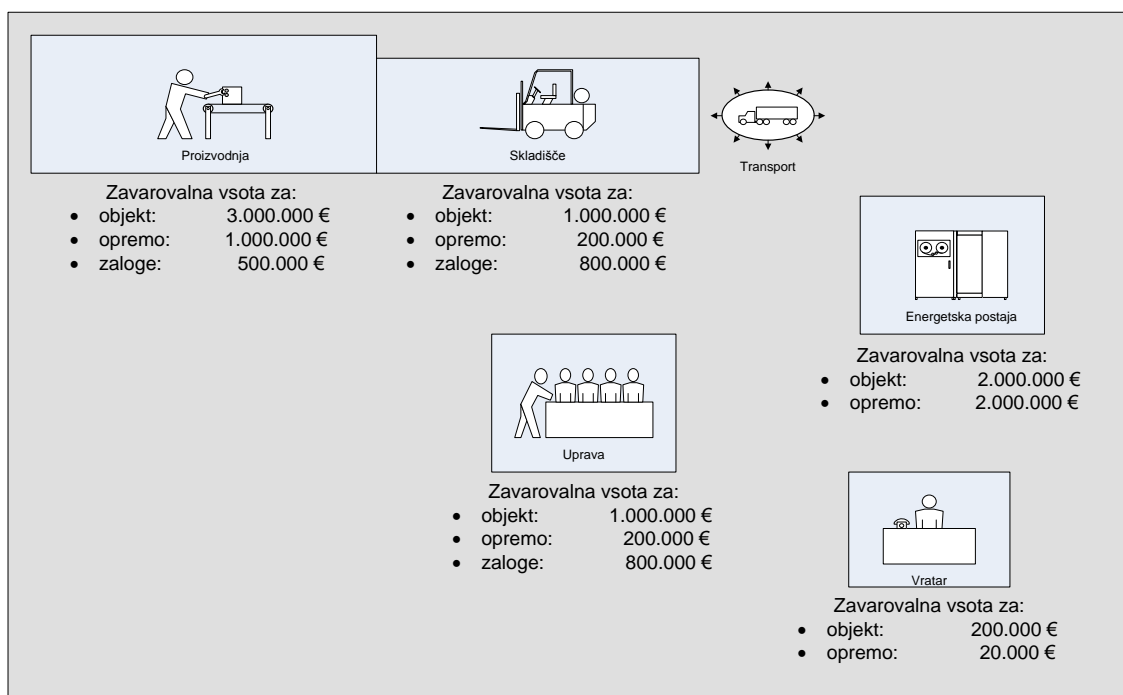 Proizvodnja
Zavarovalna vsota za:
• objekt: 3.000.000 €
• opremo: 1.000.000 €
• zaloge: 500.000 €
Skladišče
Zavarovalna vsota za:
• objekt: 1.000.000 €
• opremo: 200.000 €
• zaloge: 800.000 €
Transport
Energetska postaja
Zavarovalna vsota za:
• objekt: 2.000.000 €
• opremo: 2.000.000 €
Uprava
Zavarovalna vsota za:
• objekt: 1.000.000 €
• opremo: 200.000 €
• zaloge: 800.000 €
Vratar
Zavarovalna vsota za:
• objekt: 200.000 €
• opremo: 20.000 €